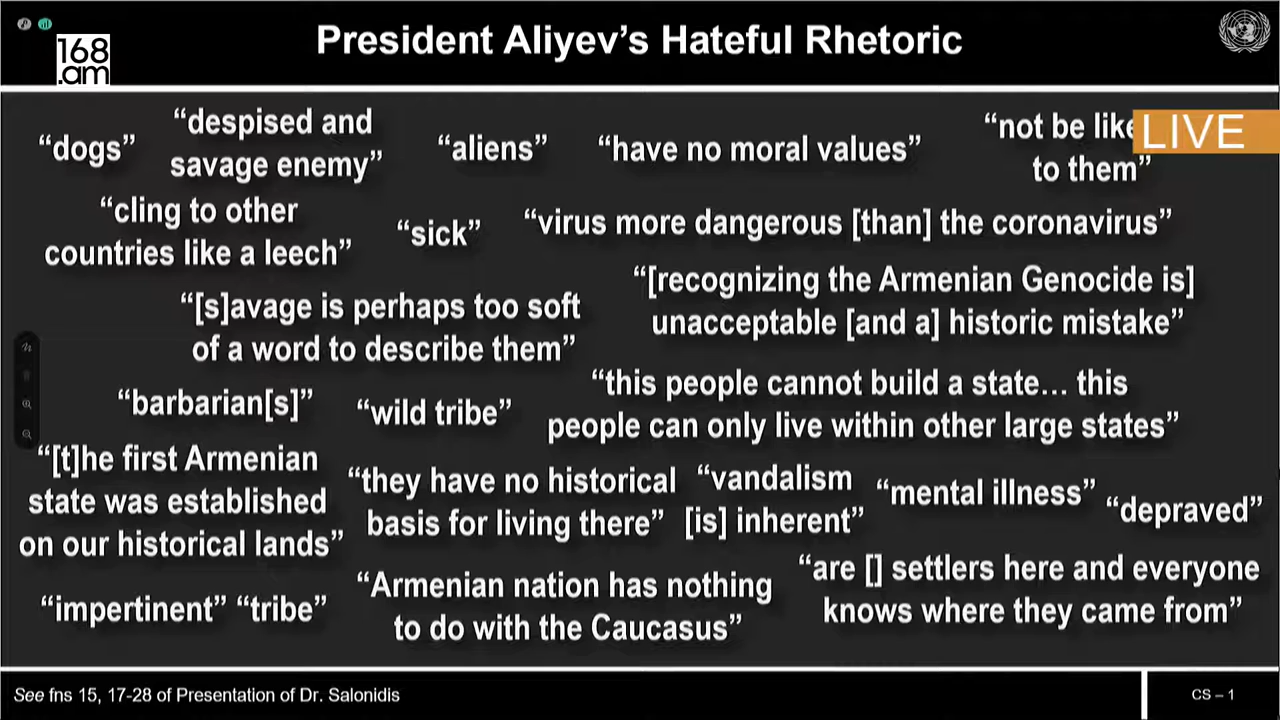 President Aliyev’s Hateful Rhetoric
168
.am
LIVE
“dogs”
“despised and
savage enemy”
“aliens”
“have no moral values”
“not be like
to them”
“cling to other
countries like a leech”
“sick”
“virus more dangerous [than] the coronavirus”
“[s]avage is perhaps too soft
of a word to describe them”
“[recognizing the Armenian Genocide is]
unacceptable [and a] historic mistake”
“barbarian[s]”
“wild tribe”
“this people cannot build a state… this
people can only live within other large states”
“[t]he first Armenian
state was established
on our historical lands”
“they have no historical
basis for living there”
“vandalism
[is] inherent”
“mental illness”
“depraved”
“impertinent” “tribe”
“Armenian nation has nothing
to do with the Caucasus”
“are [] settlers here and everyone
knows where they came from”
See fns 15, 17-28 of Presentation of Dr. Salonidis
CS – 1